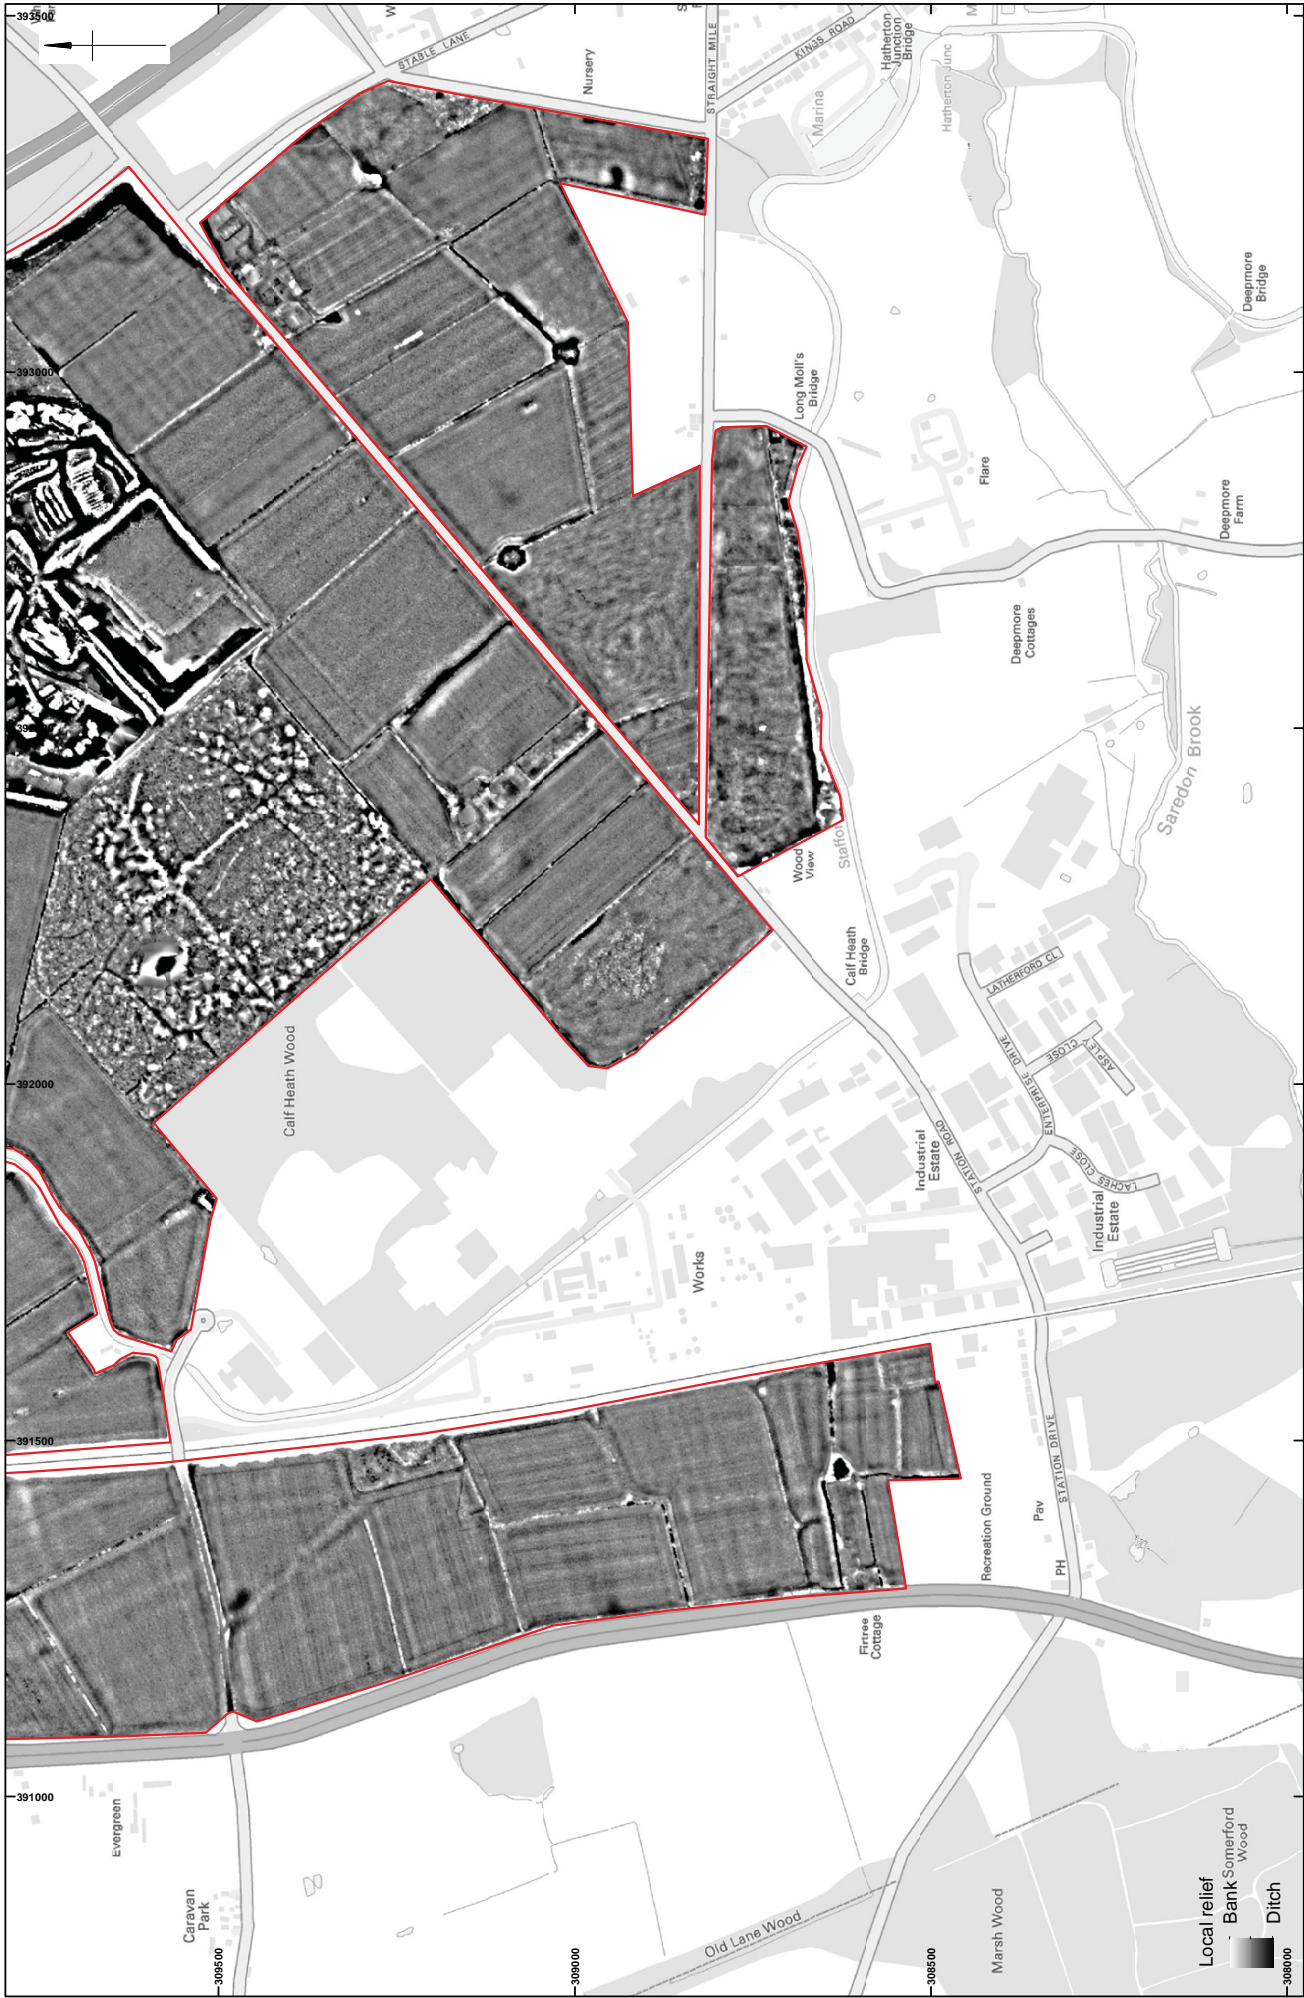 393500
393000
392000
391500
391000
309500
309000
308500
308000
STABLE LANE
Nursery
STRAIGHT MILE
KINGS ROAD
Hatherton
Junction
Bridge
Marina
Hatherton Junc
Long Moll's
Bridge
Deepmore
Bridge
Flare
Deepmore
Farm
Deepmore
Cottages
Saredon Brook
Wood
View
Staffor
Calf Heath
Bridge
Calf Heath Wood
LATHERFORD CL
ENTERPRISE DRIVE
ASPLEY
CLOSE
LACHES CLOSE
Industrial
Estate
STATION ROAD
Industrial
Estate
Works
Recreation Ground
Pav
STATION DRIVE
PH
Firtree
Cottage
Evergreen
Caravan
Park
Old Lane Wood
Marsh Wood
Somerford
Wood
Local relief
Bank
Ditch